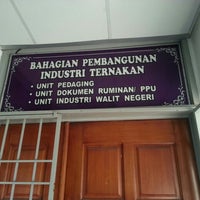 BAHAGIAN PEMBANGUNAN
INDUSTRI TERNAKAN
• UNIT PEDAGING
• UNIT DOKUMEN RUMINAN/ PPU
• UNIT INDUSTRI WALIT NEGERI